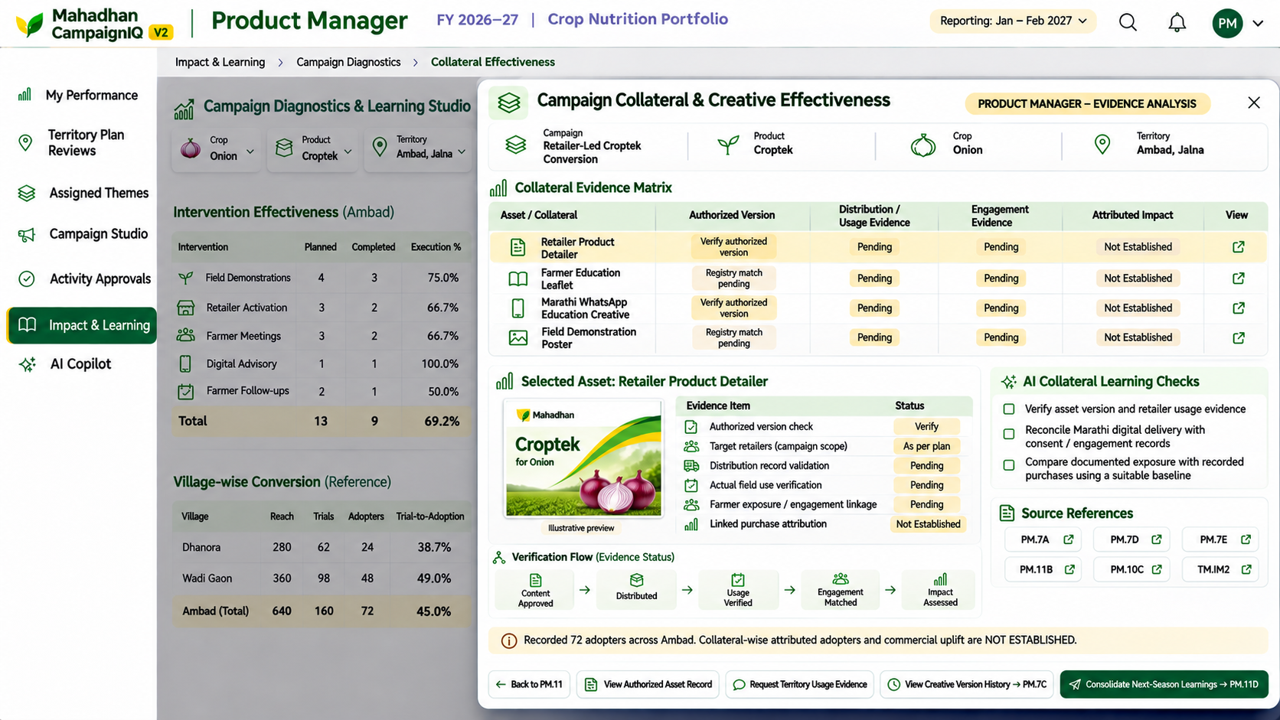 Mahadhan
CampaignIQ V2
Product Manager
FY 2026–27 | Crop Nutrition Portfolio
Reporting: Jan – Feb 2027
PM
My Performance
Territory Plan
Reviews
Assigned Themes
Campaign Studio
Activity Approvals
Impact & Learning
AI Copilot
Impact & Learning > Campaign Diagnostics > Collateral Effectiveness
Campaign Diagnostics & Learning Studio
Crop
Onion
Product
Croptek
Territory
Ambad, Jalna
Intervention Effectiveness (Ambad)
Intervention Planned Completed Execution %
Field Demonstrations 4 3 75.0%
Retailer Activation 3 2 66.7%
Farmer Meetings 3 2 66.7%
Digital Advisory 1 1 100.0%
Farmer Follow-ups 2 1 50.0%
Total 13 9 69.2%
Village-wise Conversion (Reference)
Village Reach Trials Adopters Trial-to-Adoption
Dhanora 280 62 24 38.7%
Wadi Gaon 360 98 48 49.0%
Ambad (Total) 640 160 72 45.0%
Campaign Collateral & Creative Effectiveness
PRODUCT MANAGER – EVIDENCE ANALYSIS
Campaign
Retailer-Led Croptek
Conversion
Product
Croptek
Crop
Onion
Territory
Ambad, Jalna
Collateral Evidence Matrix
Asset / Collateral Authorized Version Distribution / Usage Evidence Engagement Evidence Attributed Impact View
Retailer Product Detailer Verify authorized version Pending Pending Not Established
Farmer Education Leaflet Registry match pending Pending Pending Not Established
Marathi WhatsApp Education Creative Verify authorized version Pending Pending Not Established
Field Demonstration Poster Registry match pending Pending Pending Not Established
Selected Asset: Retailer Product Detailer
Mahadhan
Croptek
for Onion
Illustrative preview
Evidence Item Status
Authorized version check Verify
Target retailers (campaign scope) As per plan
Distribution record validation Pending
Actual field use verification Pending
Farmer exposure / engagement linkage Pending
Linked purchase attribution Not Established
Verification Flow (Evidence Status)
Content
Approved
→
Distributed
→
Usage
Verified
→
Engagement
Matched
→
Impact
Assessed
AI Collateral Learning Checks
Verify asset version and retailer usage evidence
Reconcile Marathi digital delivery with
consent / engagement records
Compare documented exposure with recorded
purchases using a suitable baseline
Source References
PM.7A PM.7D PM.7E
PM.11B PM.10C TM.IM2
Recorded 72 adopters across Ambad. Collateral-wise attributed adopters and commercial uplift are NOT ESTABLISHED.
← Back to PM.11
View Authorized Asset Record
Request Territory Usage Evidence
View Creative Version History → PM.7C
Consolidate Next-Season Learnings → PM.11D